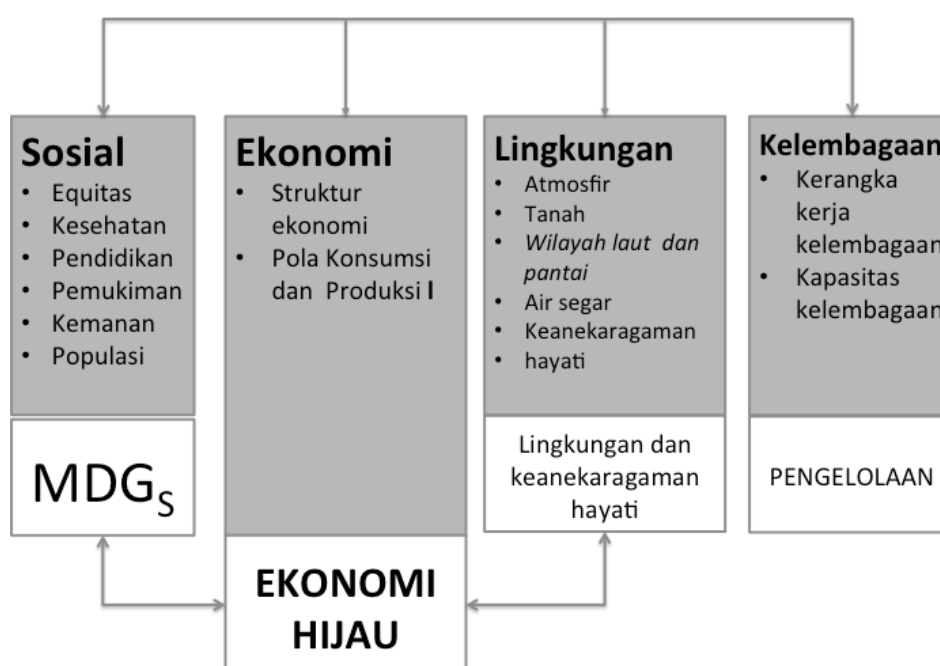 Sosial
• Equitas
• Kesehatan
• Pendidikan
• Pemukiman
• Kemanan
• Populasi
MDGS
Ekonomi
• Struktur
ekonomi
• Pola Konsumsi
dan Produksi I
EKONOMI
HIJAU
Lingkungan
• Atmosfir
• Tanah
• Wilayah laut dan
pantai
• Air segar
• Keanekaragaman
• hayati
Lingkungan dan
keanekaragaman
hayati
Kelembagaan
• Kerangka
kerja
kelembagaan
• Kapasitas
kelembagaan
PENGELOLAAN